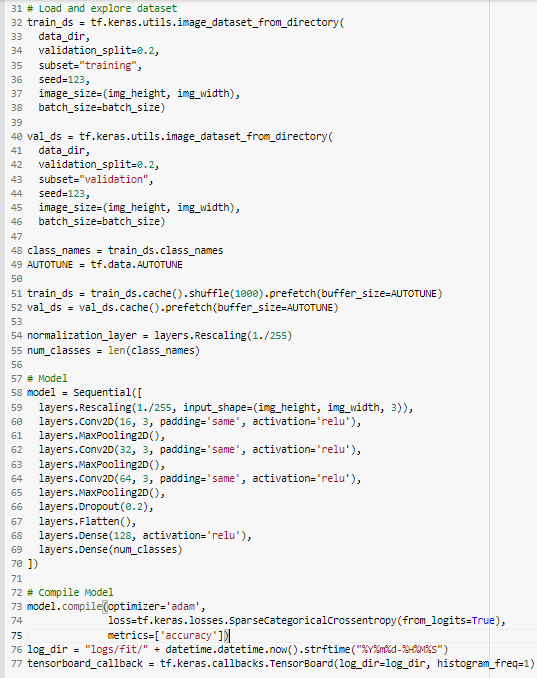 31 # Load and explore dataset
32 train_ds = tf.keras.utils.image_dataset_from_directory(
33   data_dir,
34   validation_split=0.2,
35   subset="training",
36   seed=123,
37   image_size=(img_height, img_width),
38   batch_size=batch_size)
39
40 val_ds = tf.keras.utils.image_dataset_from_directory(
41   data_dir,
42   validation_split=0.2,
43   subset="validation",
44   seed=123,
45   image_size=(img_height, img_width),
46   batch_size=batch_size)
47
48 class_names = train_ds.class_names
49 AUTOTUNE = tf.data.AUTOTUNE
50
51 train_ds = train_ds.cache().shuffle(1000).prefetch(buffer_size=AUTOTUNE)
52 val_ds = val_ds.cache().prefetch(buffer_size=AUTOTUNE)
53
54 normalization_layer = layers.Rescaling(1./255)
55 num_classes = len(class_names)
56
57 # Model
58 model = Sequential([
59   layers.Rescaling(1./255, input_shape=(img_height, img_width, 3)),
60   layers.Conv2D(16, 3, padding='same', activation='relu'),
61   layers.MaxPooling2D(),
62   layers.Conv2D(32, 3, padding='same', activation='relu'),
63   layers.MaxPooling2D(),
64   layers.Conv2D(64, 3, padding='same', activation='relu'),
65   layers.MaxPooling2D(),
66   layers.Dropout(0.2),
67   layers.Flatten(),
68   layers.Dense(128, activation='relu'),
69   layers.Dense(num_classes)
70 ])
71
72 # Compile Model
73 model.compile(optimizer='adam',
74               loss=tf.keras.losses.SparseCategoricalCrossentropy(from_logits=True),
75               metrics=['accuracy'])
76 log_dir = "logs/fit/" + datetime.datetime.now().strftime("%Y%m%d-%H%M%S")
77 tensorboard_callback = tf.keras.callbacks.TensorBoard(log_dir=log_dir, histogram_freq=1)